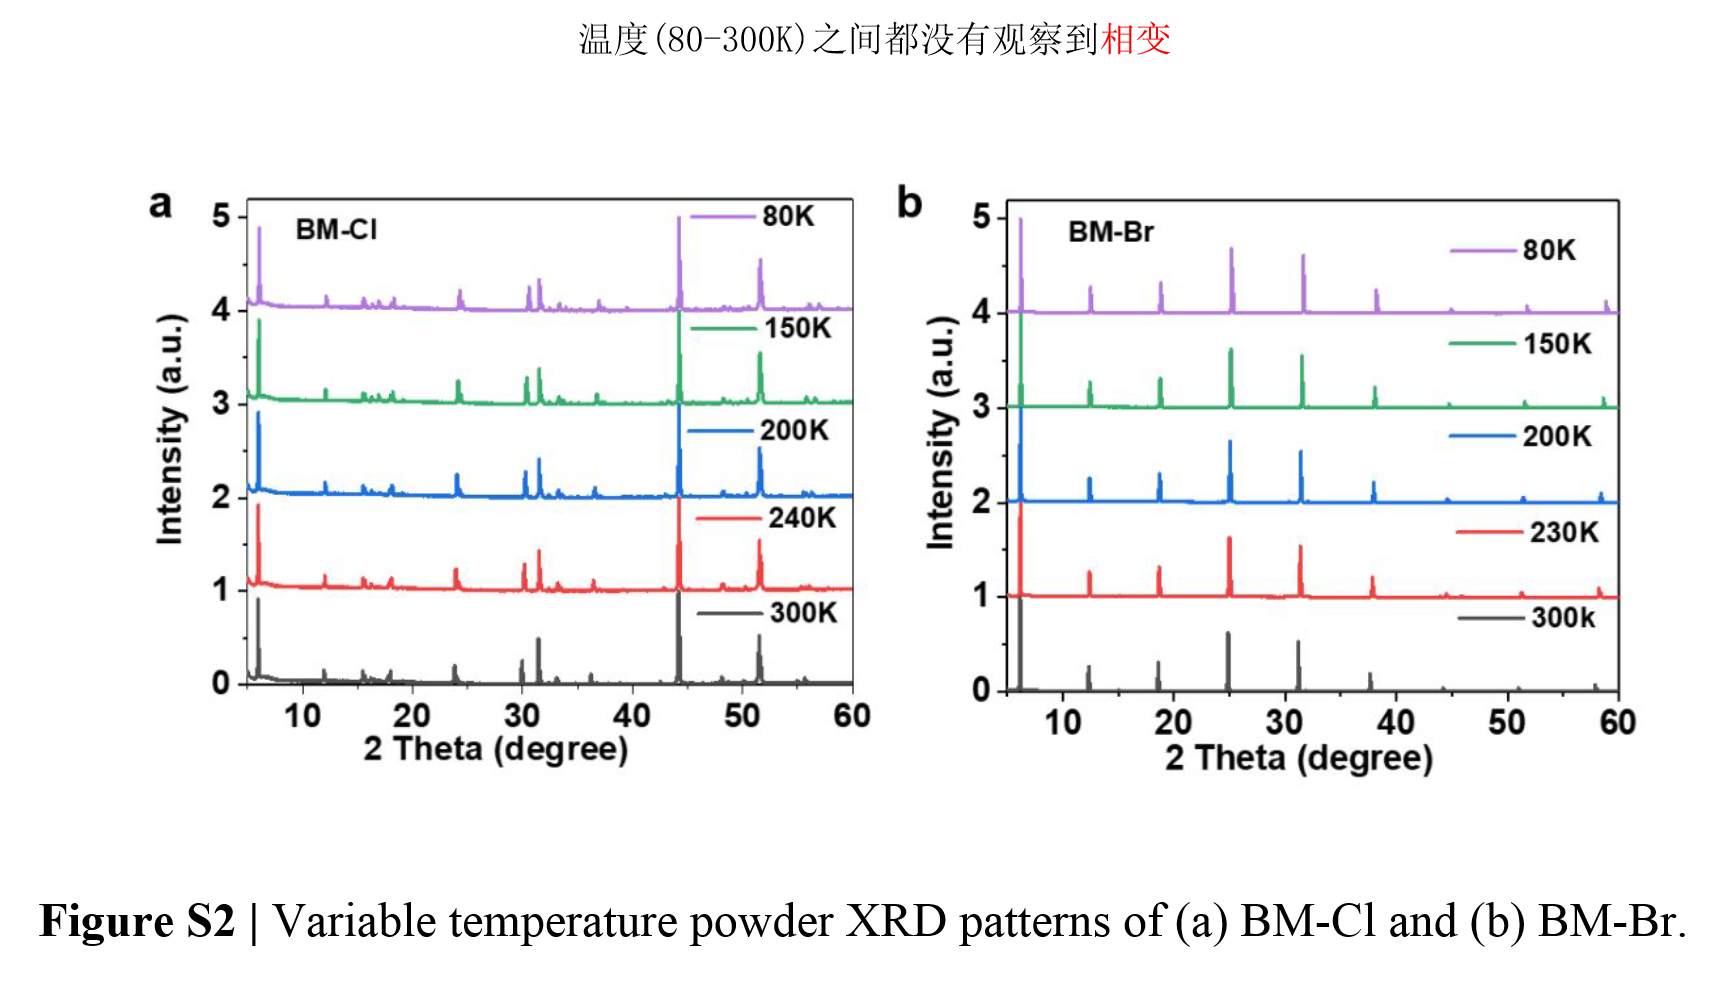 温度(80-300K)之间都没有观察到相变
a
BM-Cl
5
4
3
2
1
0
Intensity (a.u.)
80K
150K
200K
240K
300K
10 20 30 40 50 60
2 Theta (degree)
b
BM-Br
5
4
3
2
1
0
Intensity (a.u.)
80K
150K
200K
230K
300k
10 20 30 40 50 60
2 Theta (degree)
Figure S2 | Variable temperature powder XRD patterns of (a) BM-Cl and (b) BM-Br.